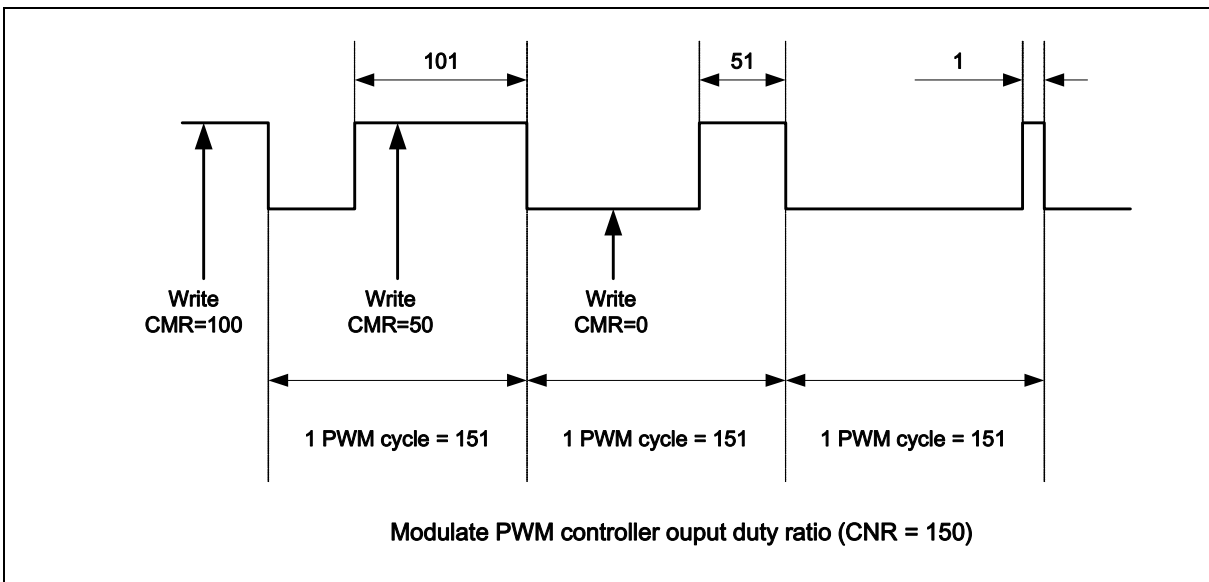 101
51
1
Write
CMR=100
Write
CMR=50
Write
CMR=0
1 PWM cycle = 151
1 PWM cycle = 151
1 PWM cycle = 151
Modulate PWM controller ouput duty ratio (CNR = 150)